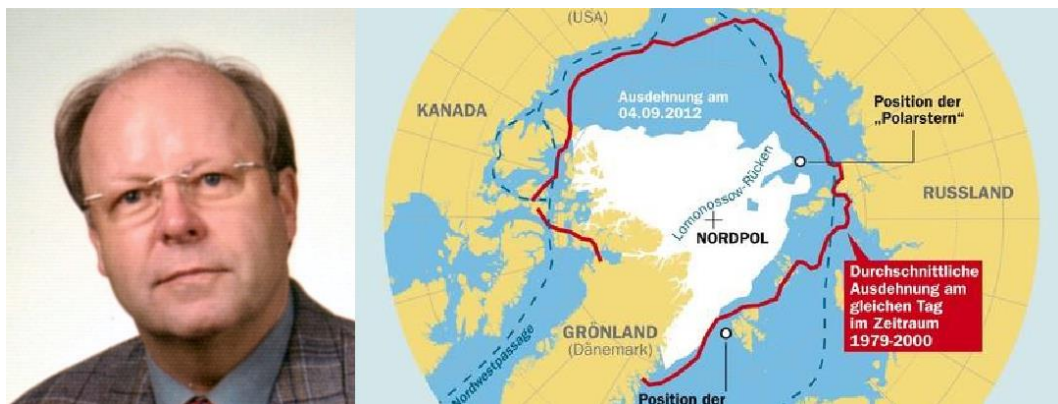 (USA)
KANADA
Ausdehnung am
04.09.2012
Position der
„Polarstern“
Lomonossow-Rücken
NORDPOL
RUSSLAND
Durchschnittliche
Ausdehnung am
gleichen Tag
im Zeitraum
1979-2000
GRÖNLAND
(Dänemark)
Nordwestpassage
Position der